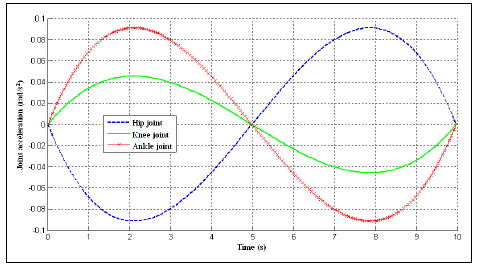 0.1
0.08
0.06
0.04
0.02
0
-0.02
-0.04
-0.06
-0.08
-0.1
Joint acceleration (rad/s²)
Hip joint
Knee joint
Ankle joint
0 1 2 3 4 5 6 7 8 9 10
Time (s)